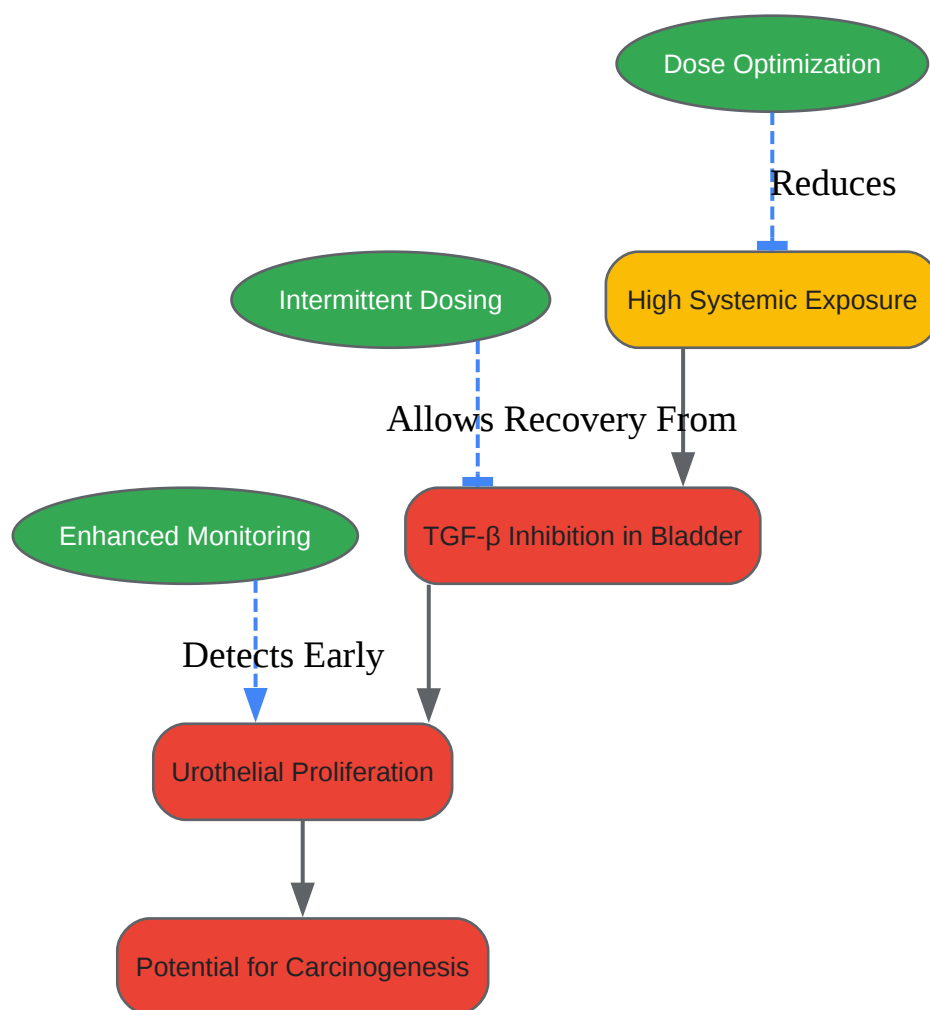 Dose Optimization
Reduces
Intermittent Dosing
High Systemic Exposure
Allows Recovery From
Enhanced Monitoring
TGF-β Inhibition in Bladder
Detects Early
Urothelial Proliferation
Potential for Carcinogenesis